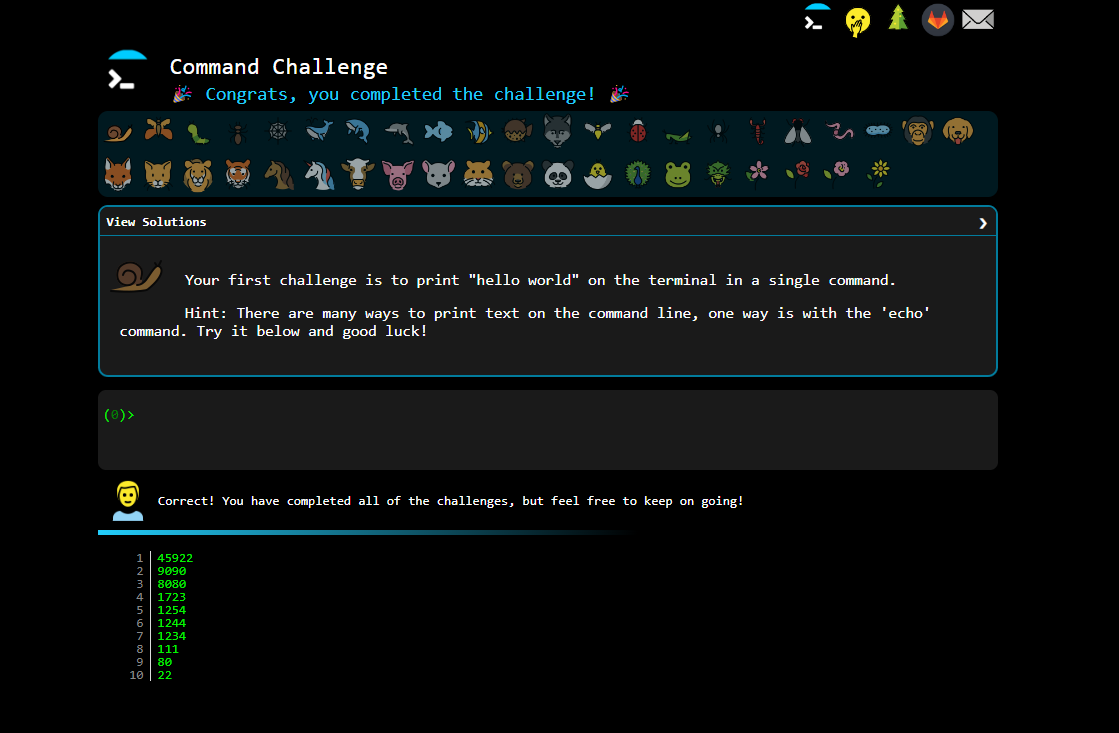 Command Challenge
🎉 Congrats, you completed the challenge! 🎉
View Solutions ❯
Your first challenge is to print "hello world" on the terminal in a single command.
Hint: There are many ways to print text on the command line, one way is with the 'echo'
command. Try it below and good luck!
(0)>
Correct! You have completed all of the challenges, but feel free to keep on going!
1 45922
2 9090
3 8080
4 1723
5 1254
6 1244
7 1234
8 111
9 80
10 22